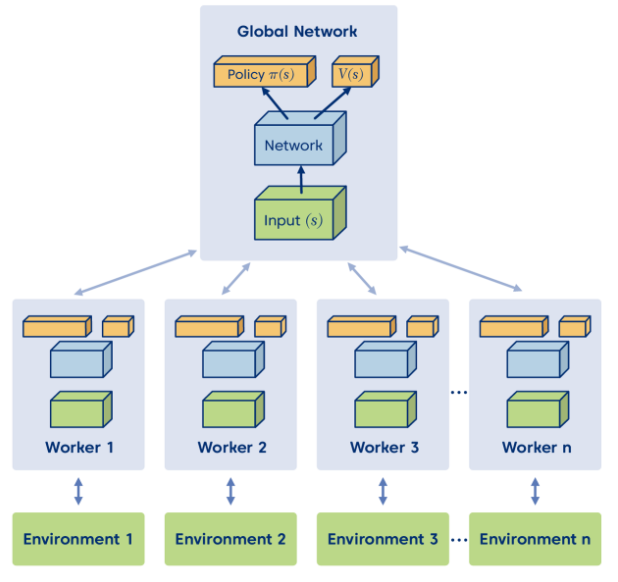 Global Network
Policy π(s)
V(s)
Network
Input (s)
...
Worker 1
Worker 2
Worker 3
Worker n
Environment 1
Environment 2
Environment 3
...
Environment n